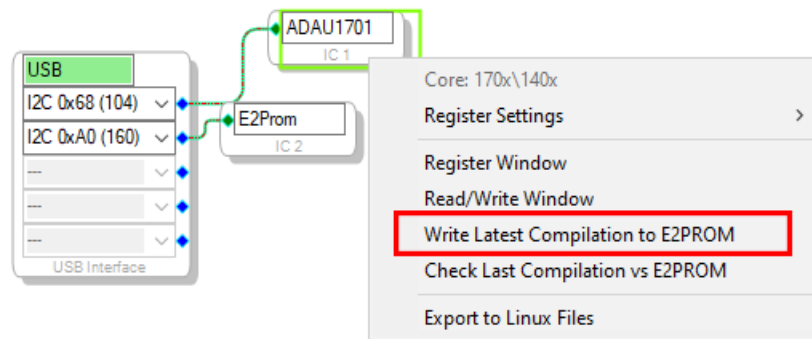 ADAU1701
IC 1
USB
I2C 0x68 (104)
I2C 0xA0 (160)
---
---
---
USB Interface
E2Prom
IC 2
Core: 170x\140x
Register Settings
Register Window
Read/Write Window
Write Latest Compilation to E2PROM
Check Last Compilation vs E2PROM
Export to Linux Files